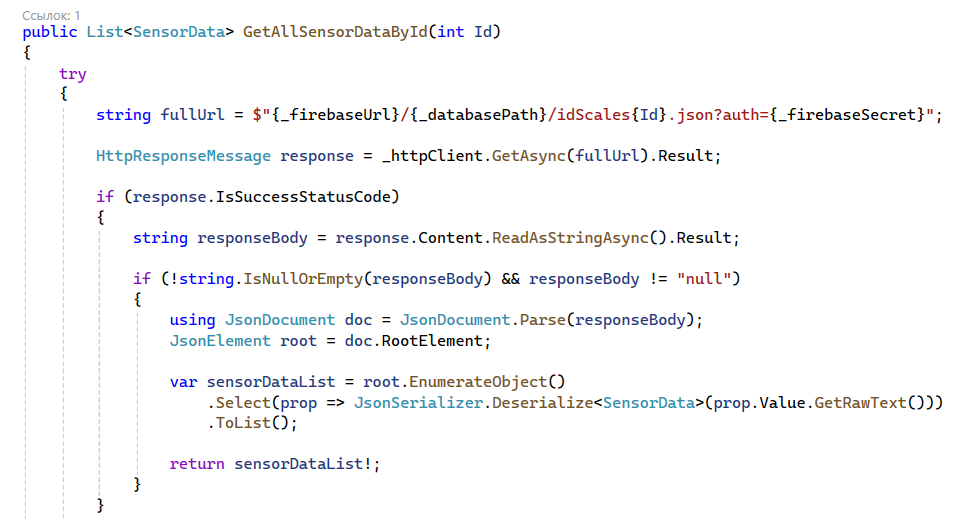 Ссылок: 1
public List<SensorData> GetAllSensorDataById(int Id)
{
    try
    {
        string fullUrl = $"{_firebaseUrl}/{_databasePath}/idScales{Id}.json?auth={_firebaseSecret}";

        HttpResponseMessage response = _httpClient.GetAsync(fullUrl).Result;

        if (response.IsSuccessStatusCode)
        {
            string responseBody = response.Content.ReadAsStringAsync().Result;

            if (!string.IsNullOrEmpty(responseBody) && responseBody != "null")
            {
                using JsonDocument doc = JsonDocument.Parse(responseBody);
                JsonElement root = doc.RootElement;

                var sensorDataList = root.EnumerateObject()
                    .Select(prop => JsonSerializer.Deserialize<SensorData>(prop.Value.GetRawText()))
                    .ToList();

                return sensorDataList!;
            }
        }